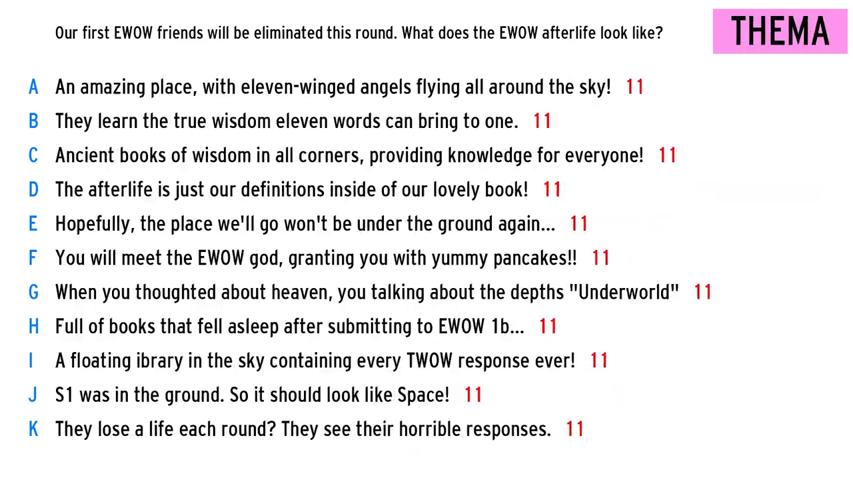 Our first EWOW friends will be eliminated this round. What does the EWOW afterlife look like?
THEMA
A An amazing place, with eleven-winged angels flying all around the sky! 11
B They learn the true wisdom eleven words can bring to one. 11
C Ancient books of wisdom in all corners, providing knowledge for everyone! 11
D The afterlife is just our definitions inside of our lovely book! 11
E Hopefully, the place we'll go won't be under the ground again... 11
F You will meet the EWOW god, granting you with yummy pancakes!! 11
G When you thoughted about heaven, you talking about the depths "Underworld" 11
H Full of books that fell asleep after submitting to EWOW 1b... 11
I A floating ibrary in the sky containing every TWOW response ever! 11
J S1 was in the ground. So it should look like Space! 11
K They lose a life each round? They see their horrible responses. 11